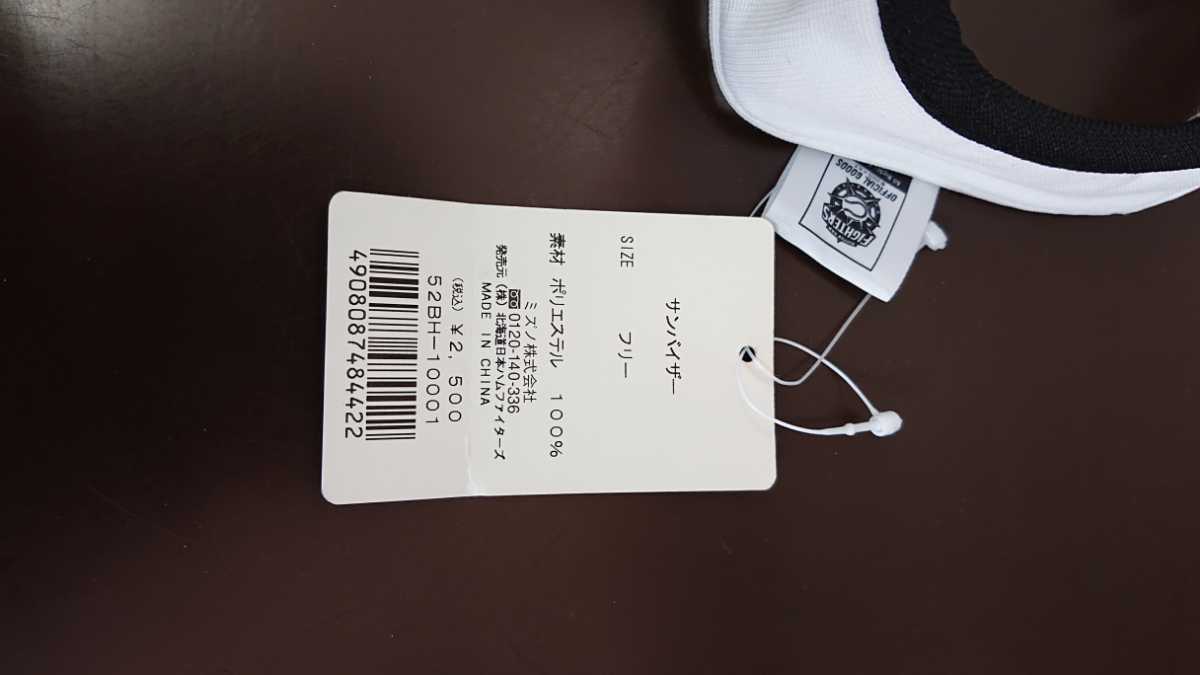 サンバイザー
SIZE フリー
素材 ポリエステル 100%
ミズノ株式会社
0120-140-336
発売元(株)北海道日本ハムファイターズ
MADE IN CHINA
(税込) ¥2,500
52BH-10001
4908087484422
FIGHTERS
OFFICIAL GOODS